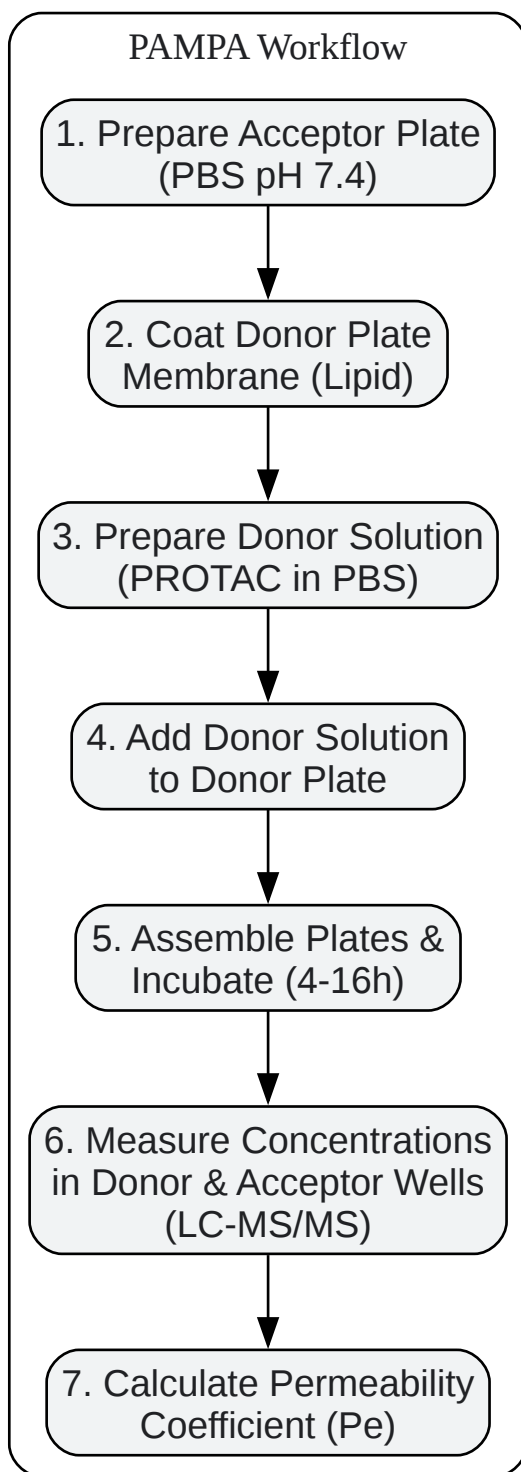 PAMPA Workflow
1. Prepare Acceptor Plate
(PBS pH 7.4)
2. Coat Donor Plate
Membrane (Lipid)
3. Prepare Donor Solution
(PROTAC in PBS)
4. Add Donor Solution
to Donor Plate
5. Assemble Plates &
Incubate (4-16h)
6. Measure Concentrations
in Donor & Acceptor Wells
(LC-MS/MS)
7. Calculate Permeability
Coefficient (Pe)